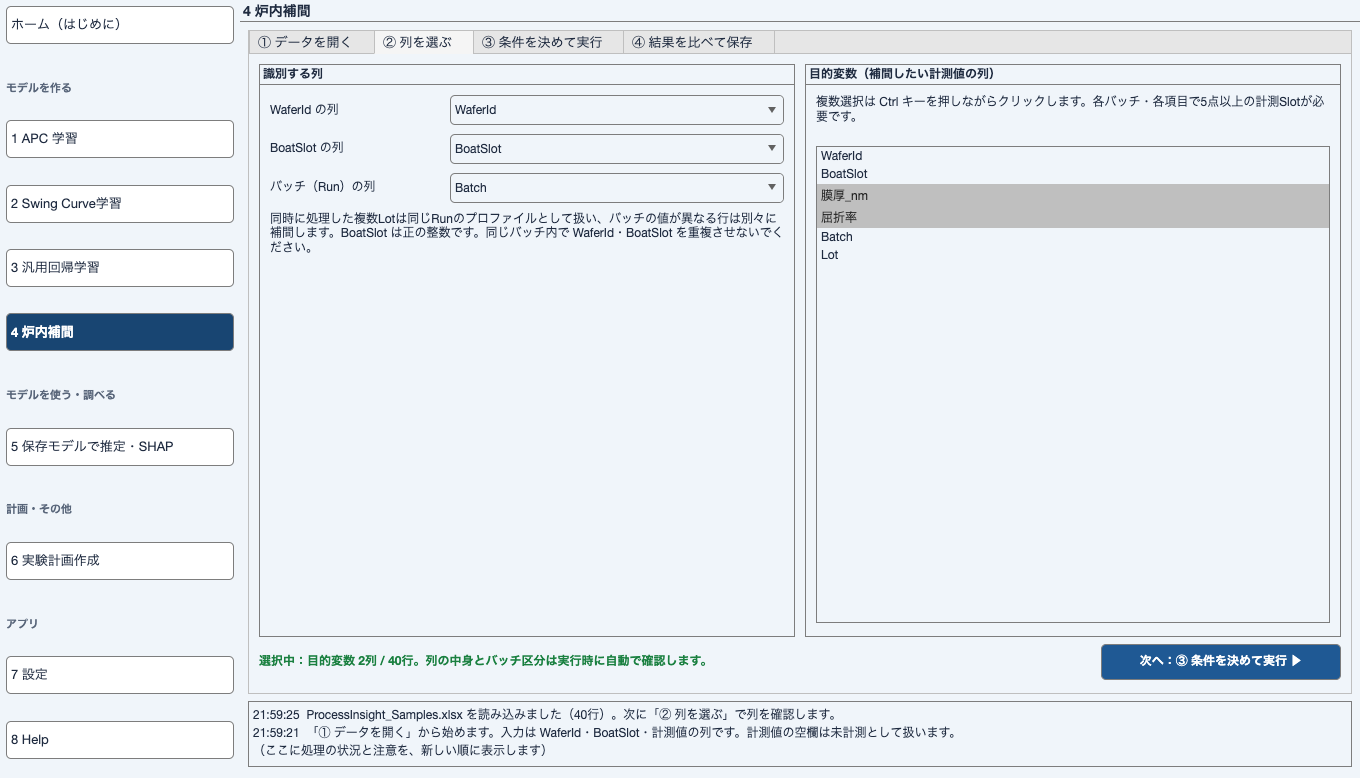 ホーム（はじめに）
モデルを作る
1 APC 学習
2 Swing Curve学習
3 汎用回帰学習
4 炉内補間
モデルを使う・調べる
5 保存モデルで推定・SHAP
計画・その他
6 実験計画作成
アプリ
7 設定
8 Help
4 炉内補間
① データを開く
② 列を選ぶ
③ 条件を決めて実行
④ 結果を比べて保存
識別する列
WaferId の列
WaferId
BoatSlot の列
BoatSlot
バッチ（Run）の列
Batch
同時に処理した複数Lotは同じRunのプロファイルとして扱い、バッチの値が異なる行は別々に
補間します。BoatSlot は正の整数です。同じバッチ内で WaferId・BoatSlot を重複させないでく
ださい。
目的変数（補間したい計測値の列）
複数選択は Ctrl キーを押しながらクリックします。各バッチ・各項目で5点以上の計測Slotが必
要です。
WaferId
BoatSlot
膜厚_nm
屈折率
Batch
Lot
選択中：目的変数 2列 / 40行。列の中身とバッチ区分は実行時に自動で確認します。
次へ：③ 条件を決めて実行 ▶
21:59:25 ProcessInsight_Samples.xlsx を読み込みました（40行）。次に「② 列を選ぶ」で列を確認します。
21:59:21 「① データを開く」から始めます。入力は WaferId・BoatSlot・計測値の列です。計測値の空欄は未計測として扱います。
（ここに処理の状況と注意を、新しい順に表示します）